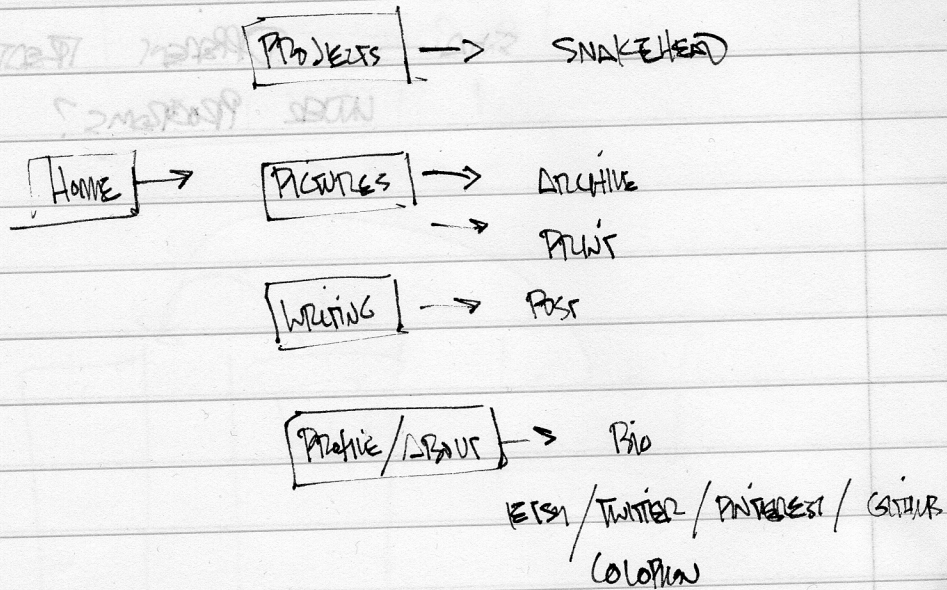 PROJECTS → SNAKEHEAD
HOME → PICTURES → ARCHIVE
→ PRINT
WRITING → POST
PROFILE/ABOUT → BIO
ETSY / TWITTER / PINTEREST / GITHUB
COLOPHON